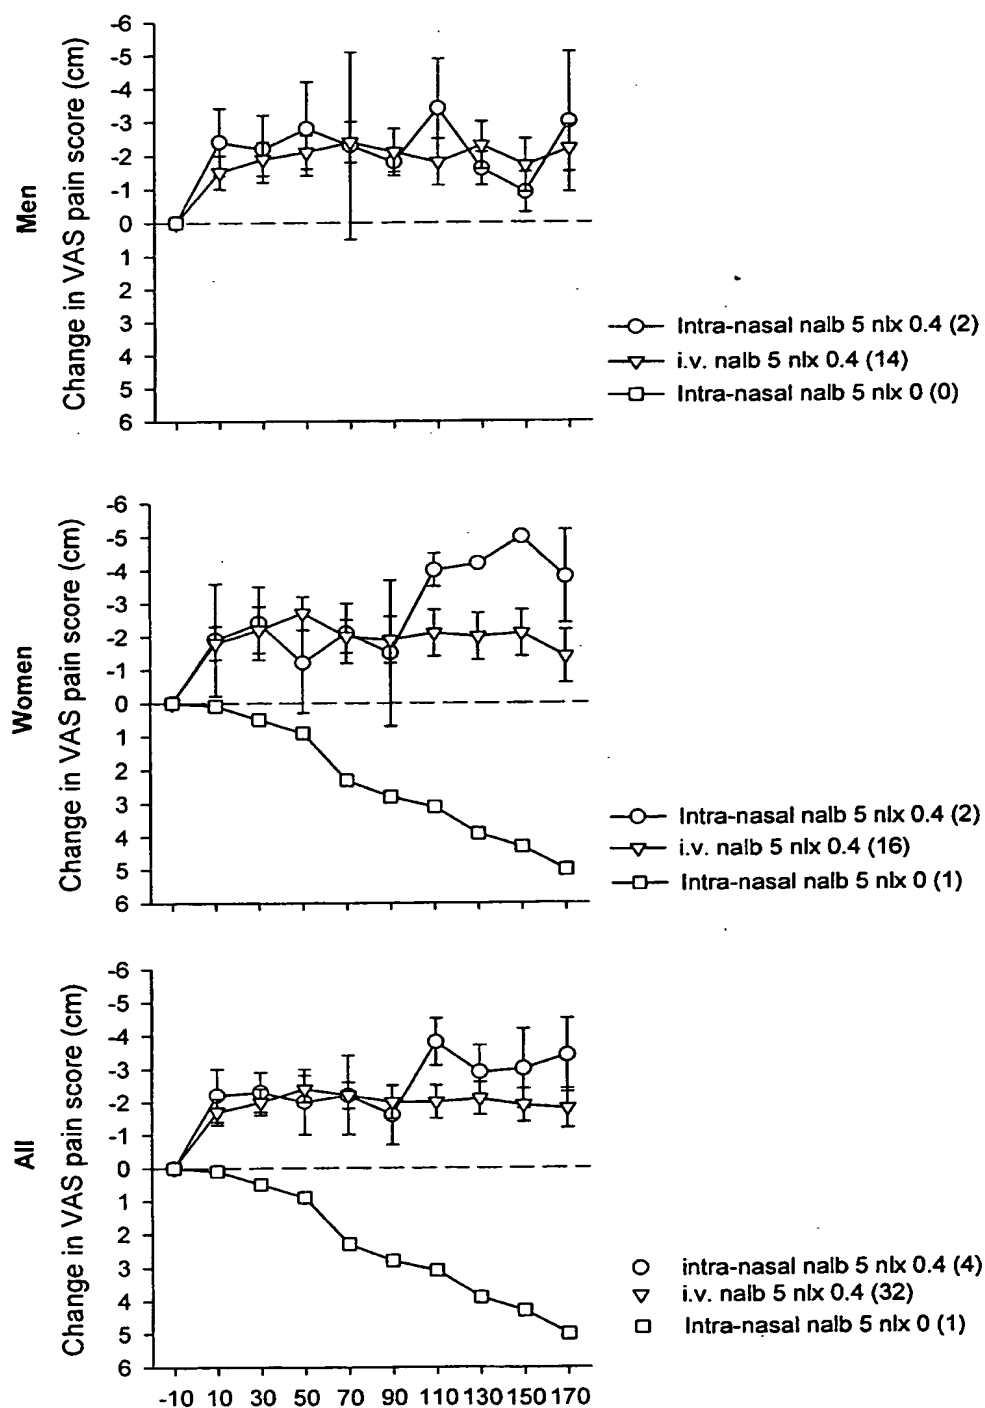 Men
Change in VAS pain score (cm)
-6
-5
-4
-3
-2
-1
0
1
2
3
4
5
6
Intra-nasal nalb 5 nlx 0.4 (2)
i.v. nalb 5 nlx 0.4 (14)
Intra-nasal nalb 5 nlx 0 (0)
Women
Change in VAS pain score (cm)
-6
-5
-4
-3
-2
-1
0
1
2
3
4
5
6
Intra-nasal nalb 5 nlx 0.4 (2)
i.v. nalb 5 nlx 0.4 (16)
Intra-nasal nalb 5 nlx 0 (1)
All
Change in VAS pain score (cm)
-6
-5
-4
-3
-2
-1
0
1
2
3
4
5
6
intra-nasal nalb 5 nlx 0.4 (4)
i.v. nalb 5 nlx 0.4 (32)
Intra-nasal nalb 5 nlx 0 (1)
-10 10 30 50 70 90 110 130 150 170